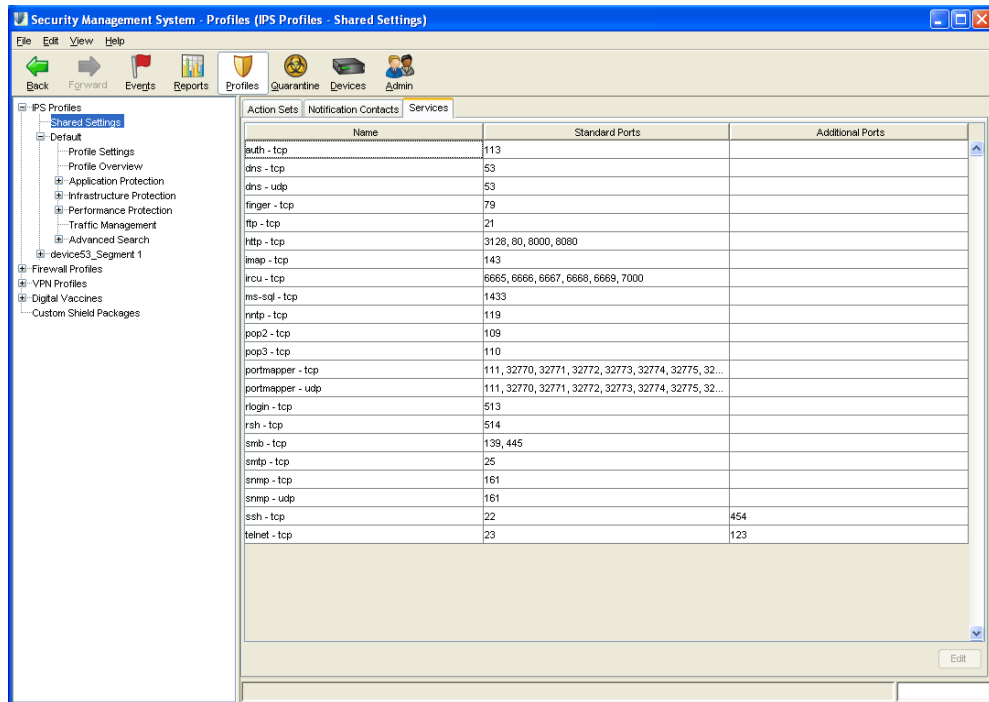 Security Management System - Profiles (IPS Profiles - Shared Settings)
File Edit View Help
Back Forward Events Reports Profiles Quarantine Devices Admin
IPS Profiles
Shared Settings
Default
Profile Settings
Profile Overview
Application Protection
Infrastructure Protection
Performance Protection
Traffic Management
Advanced Search
device53_Segment 1
Firewall Profiles
VPN Profiles
Digital Vaccines
Custom Shield Packages
Action Sets Notification Contacts Services
Name Standard Ports Additional Ports
auth - tcp 113
dns - tcp 53
dns - udp 53
finger - tcp 79
ftp - tcp 21
http - tcp 3128, 80, 8000, 8080
imap - tcp 143
ircu - tcp 6665, 6666, 6667, 6668, 6669, 7000
ms-sql - tcp 1433
nntp - tcp 119
pop2 - tcp 109
pop3 - tcp 110
portmapper - tcp 111, 32770, 32771, 32772, 32773, 32774, 32775, 32...
portmapper - udp 111, 32770, 32771, 32772, 32773, 32774, 32775, 32...
rlogin - tcp 513
rsh - tcp 514
smb - tcp 139, 445
smtp - tcp 25
snmp - tcp 161
snmp - udp 161
ssh - tcp 22 454
telnet - tcp 23 123
Edit